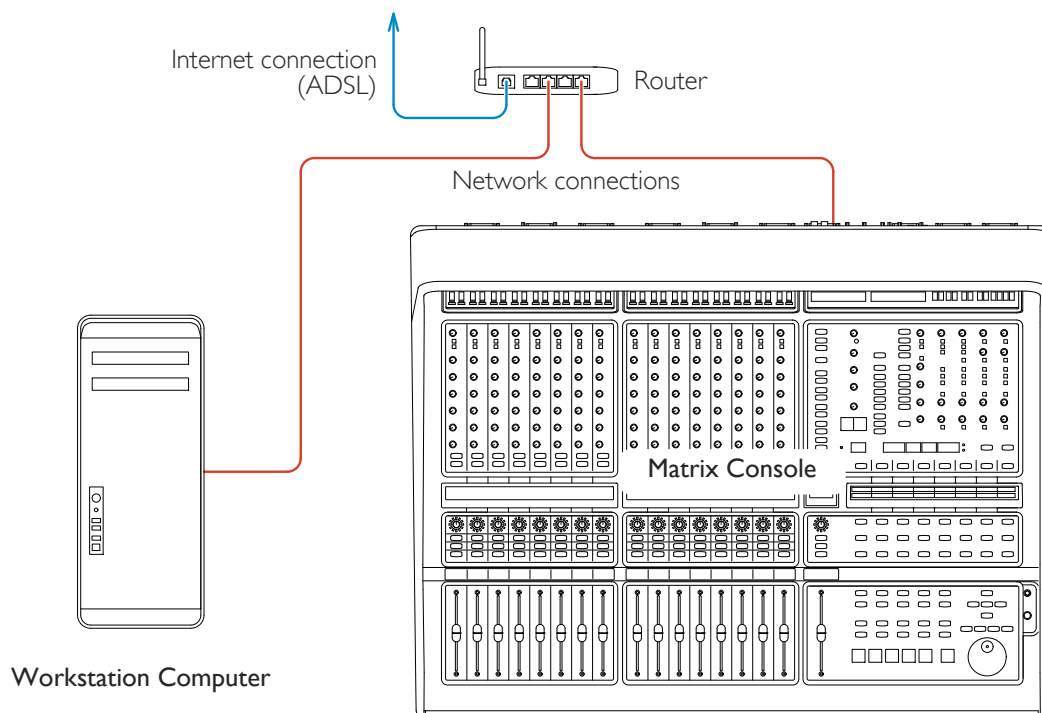 Internet connection
(ADSL)
Router
Network connections
Matrix Console
Workstation Computer